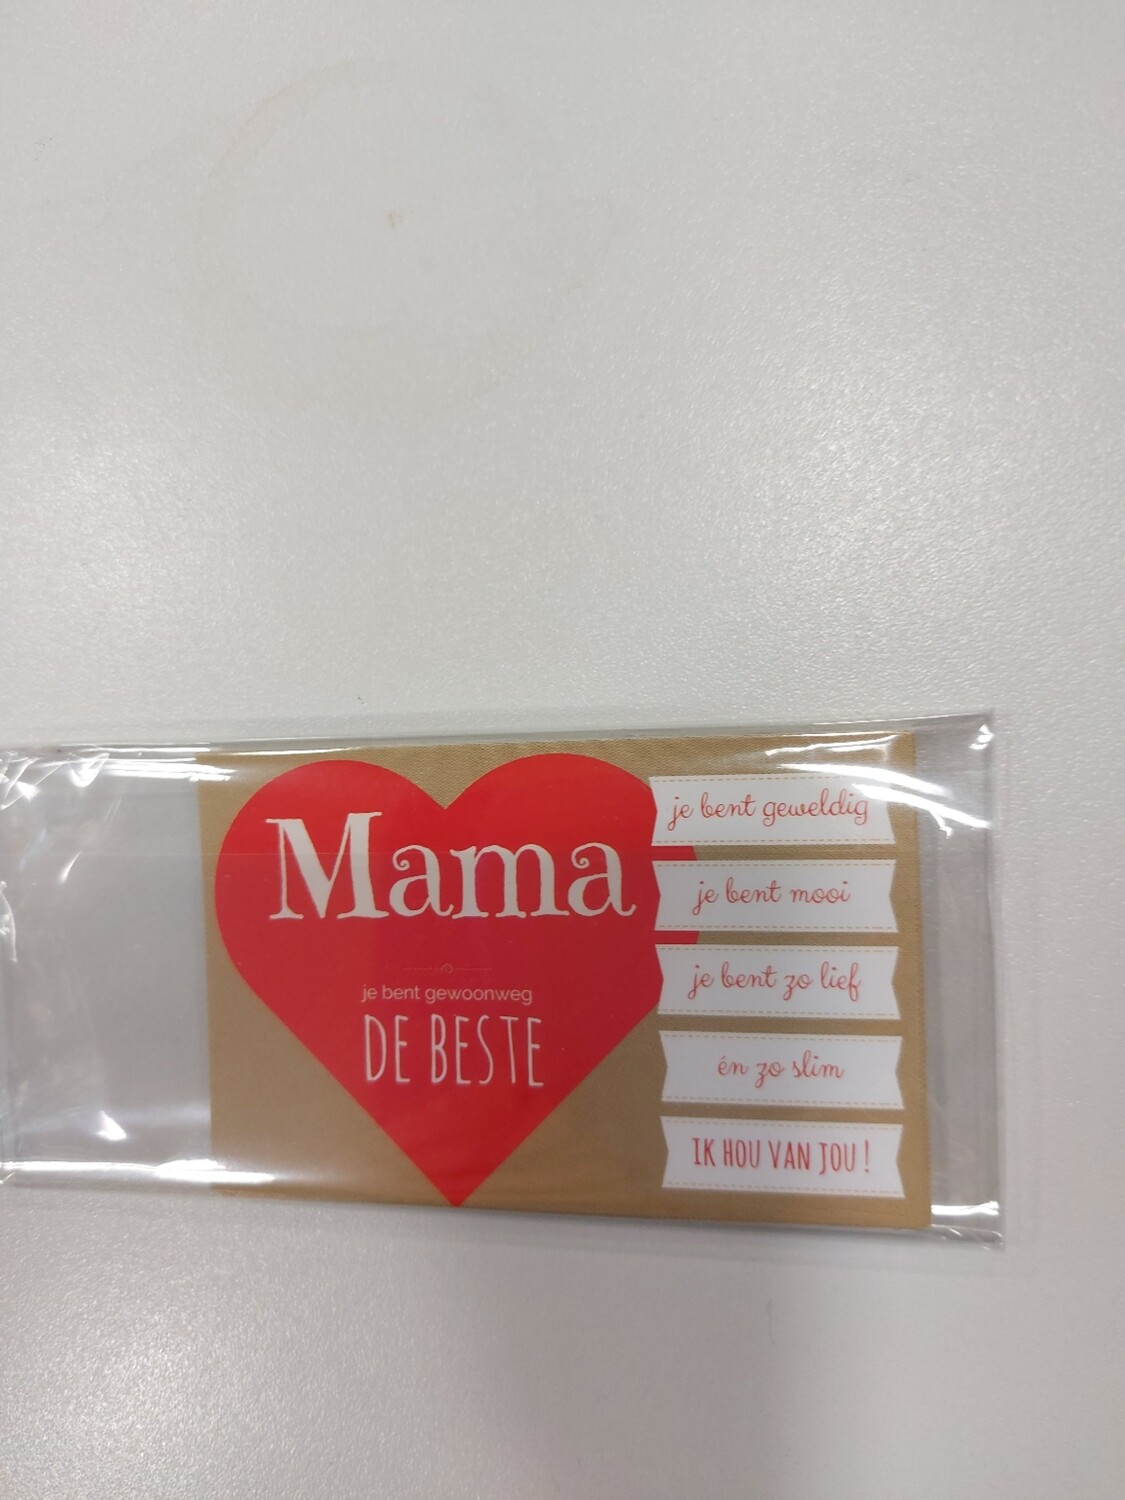 Mama
je bent gewoonweg
DE BESTE
je bent geweldig
je bent mooi
je bent zo lief
én zo slim
IK HOU VAN JOU !